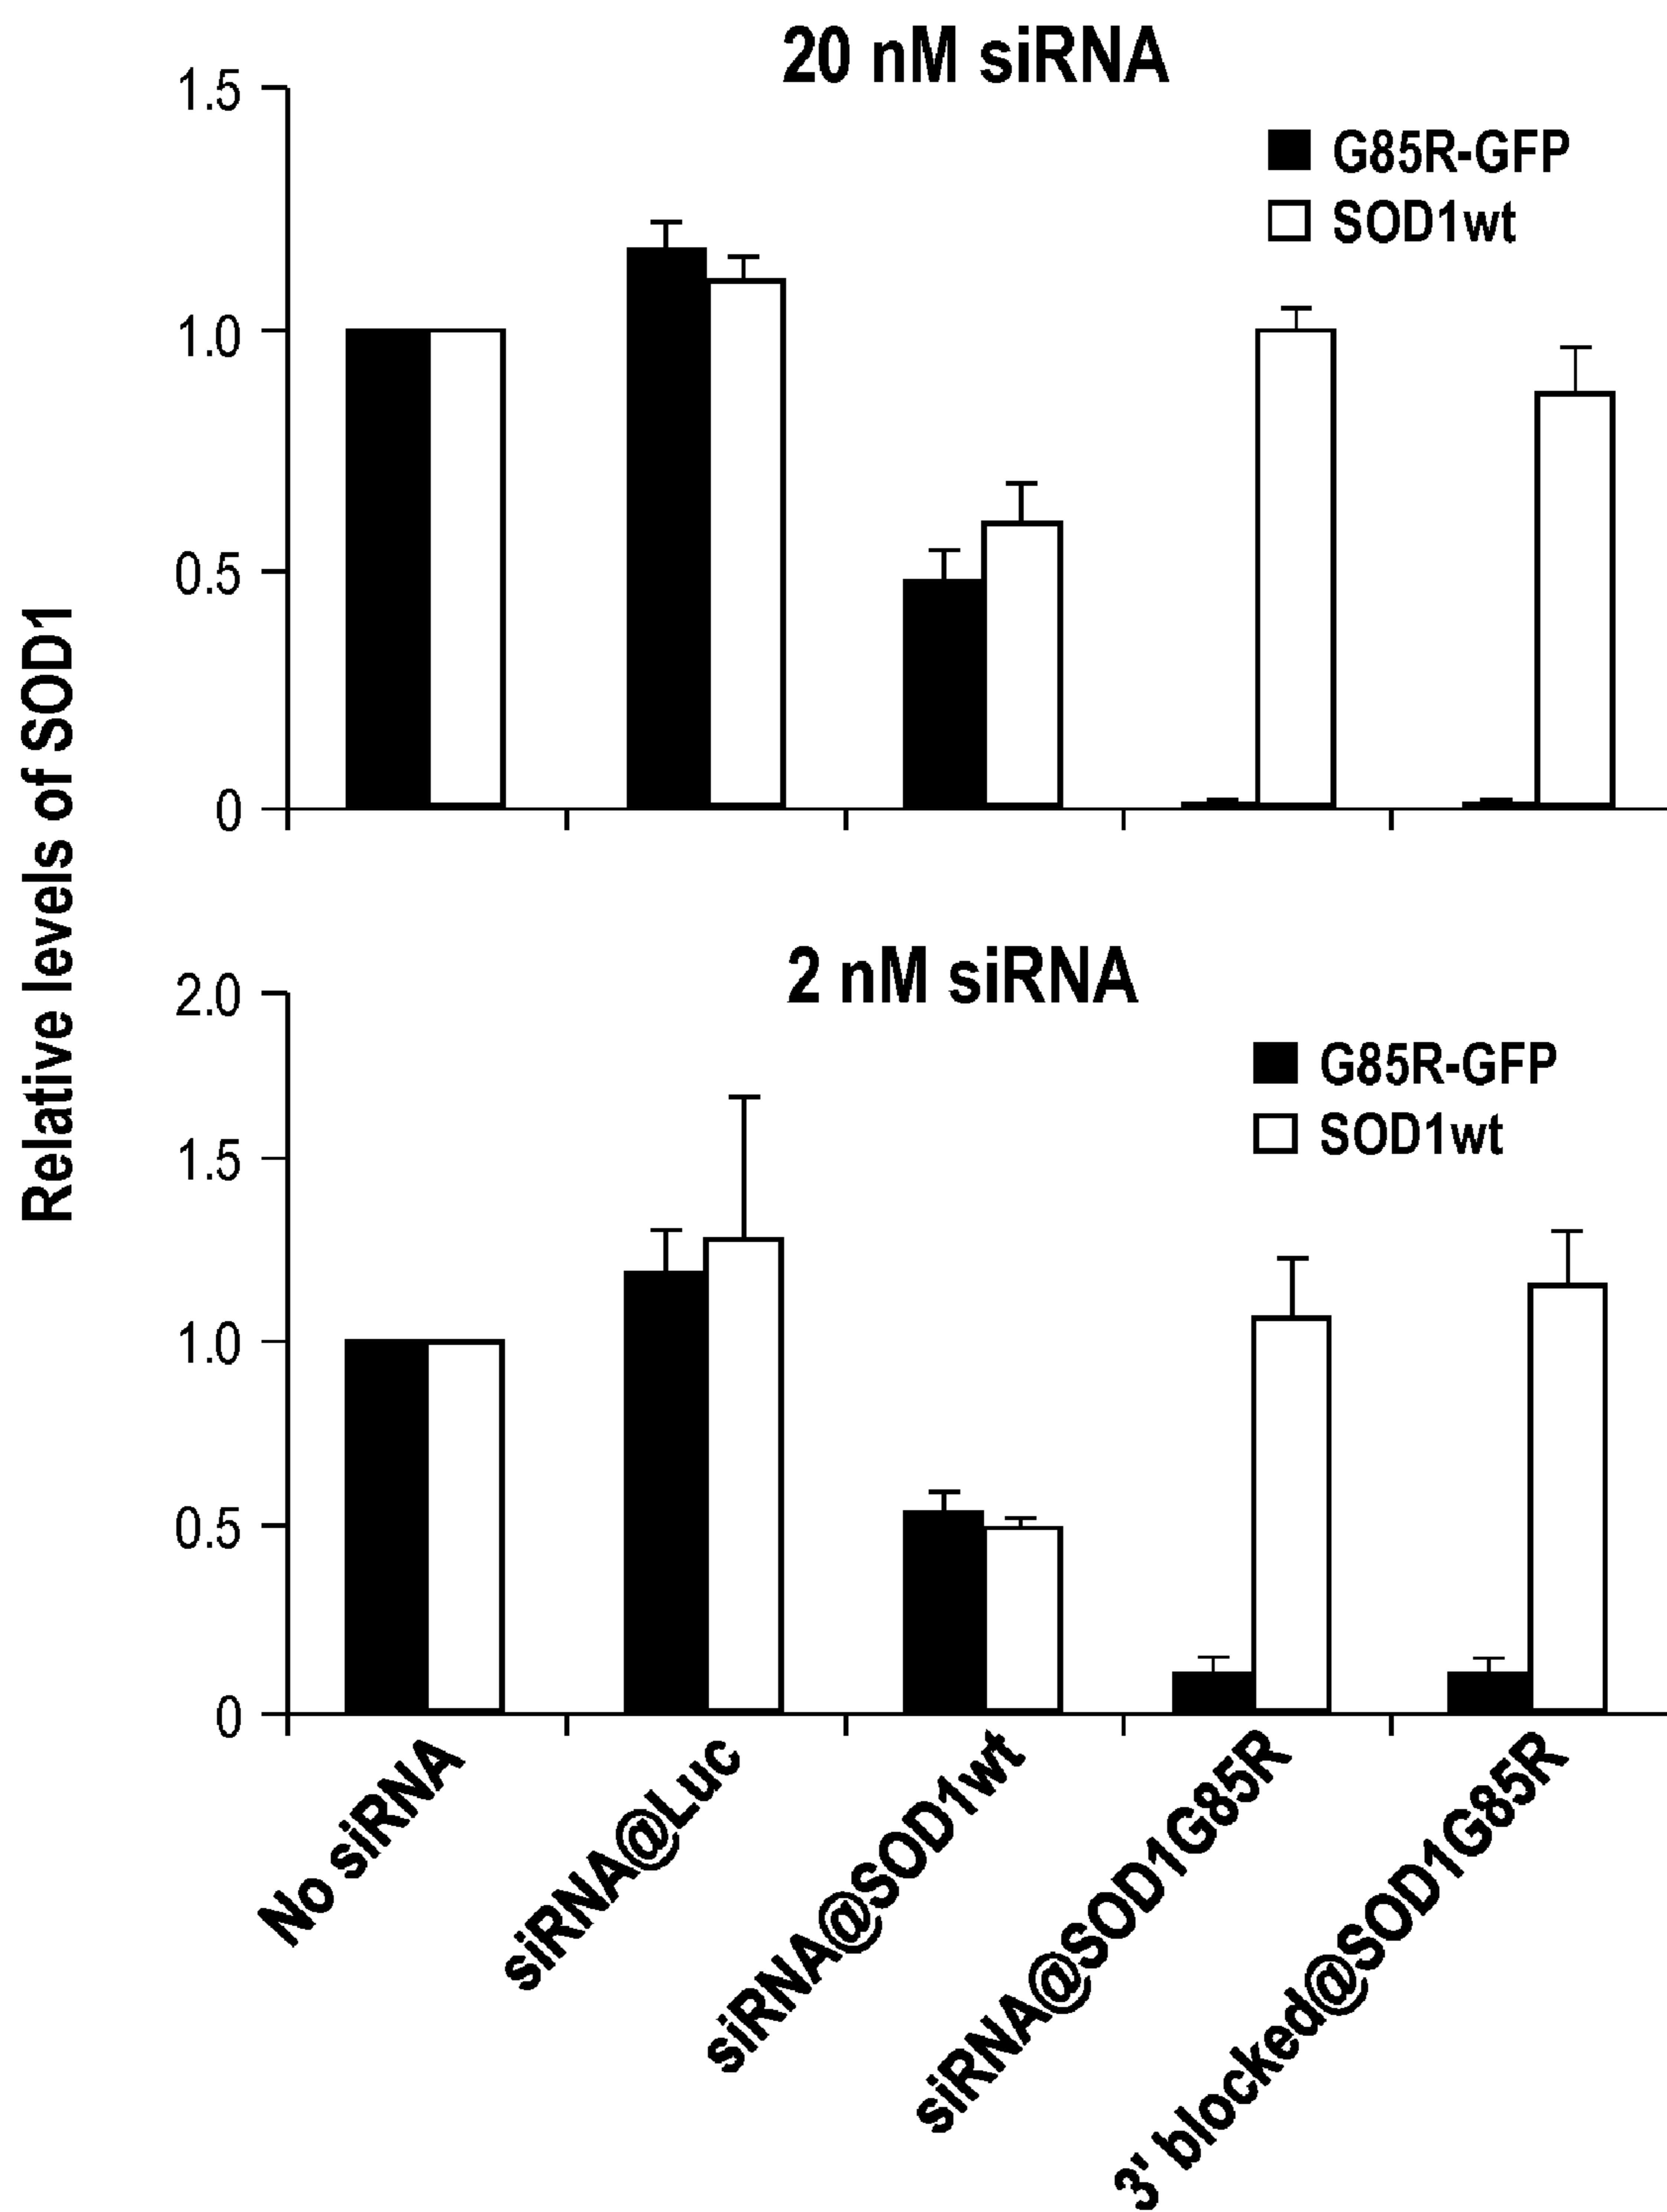 20 nM siRNA
1.5
G85R-GFP
SOD1wt
1.0
0.5
0
Relative levels of SOD1
2 nM siRNA
2.0
G85R-GFP
SOD1wt
1.5
1.0
0.5
0
No siRNA
siRNA@Luc
siRNA@SOD1wt
siRNA@SOD1G85R
3' blocked@SOD1G85R